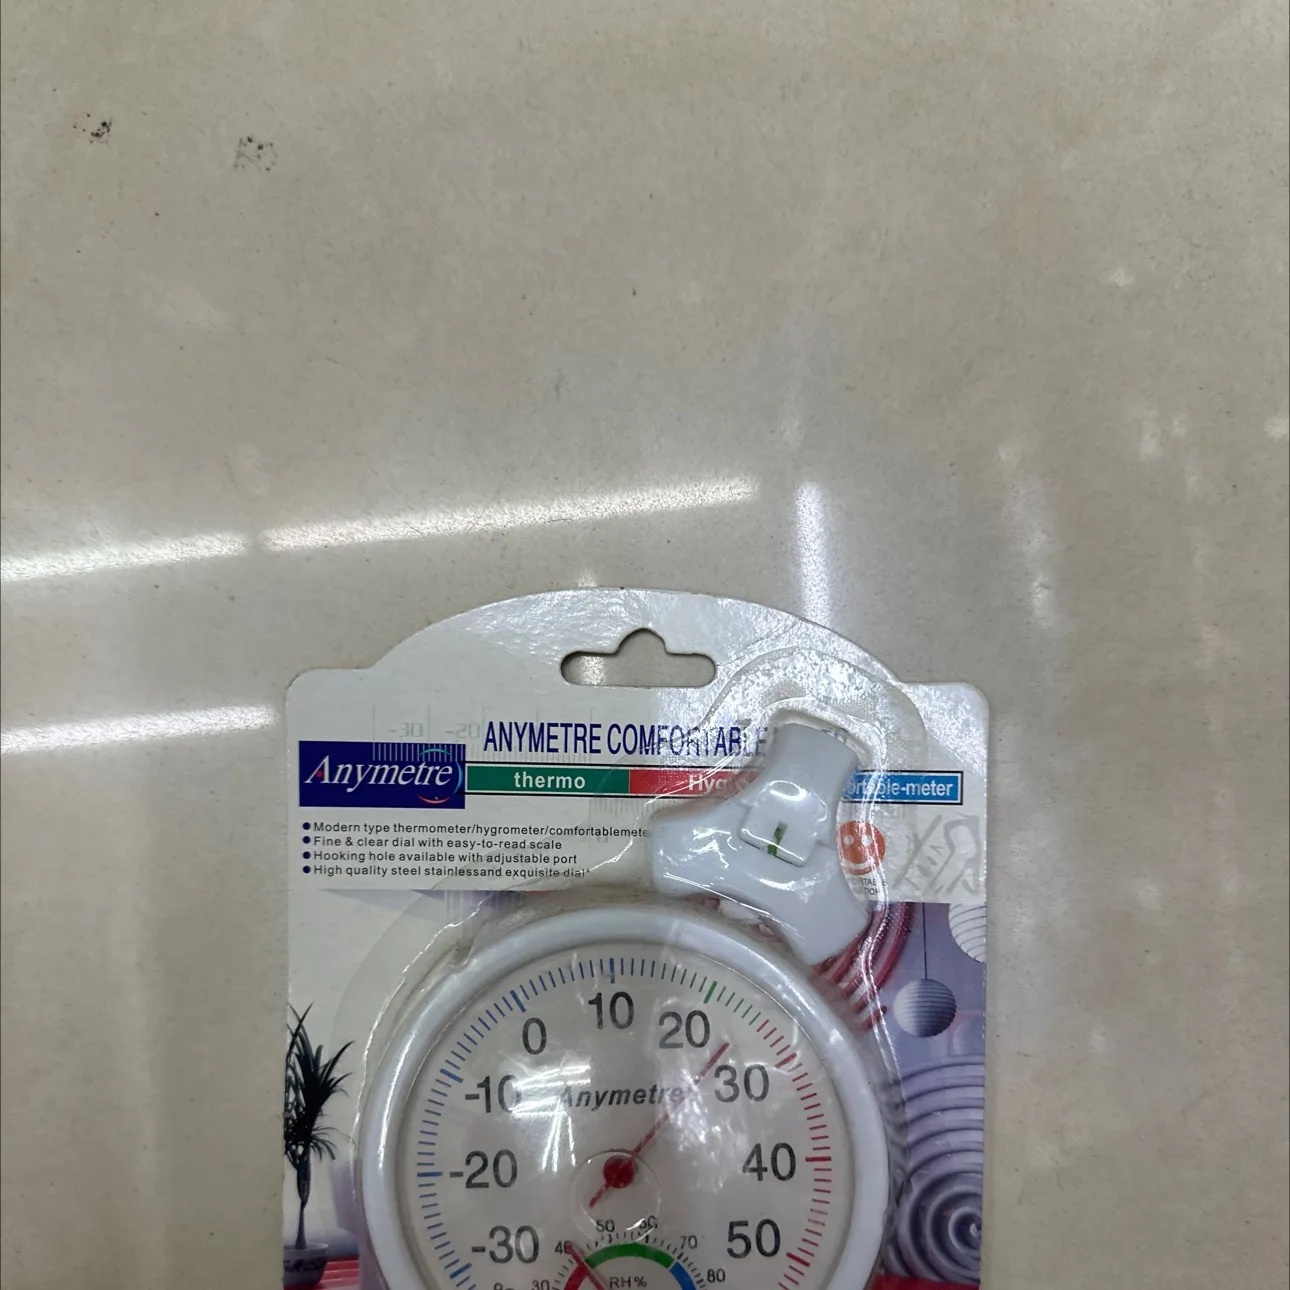 -30 -20
ANYMETRE COMFORTABLE
Anymetre
thermo
ortable-meter
Modern type thermometer/hygrometer/comfortablemete
Fine & clear dial with easy-to-read scale
Hooking hole available with adjustable port
High quality steel stainlessand exquisite dial
0 10 20
-10 Anymetre 30
-20 40
-30 50
30 40 50 60 70 80
RH%